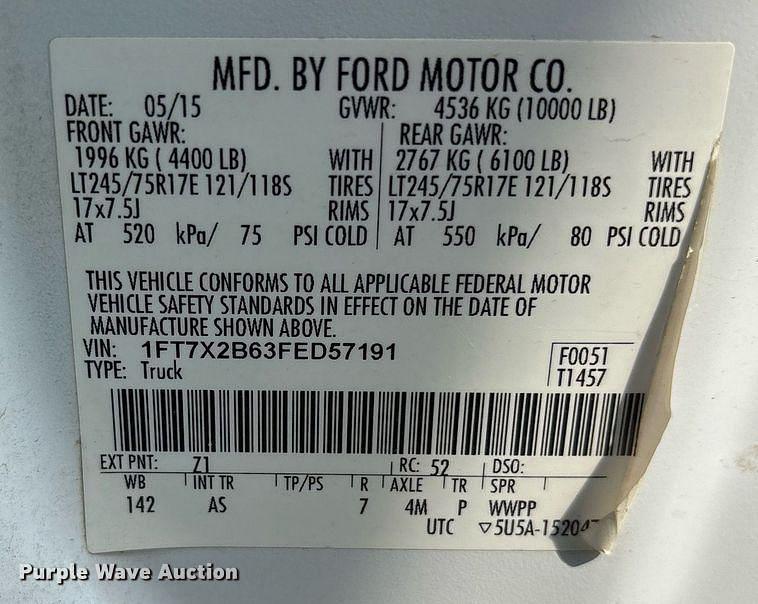 MFD. BY FORD MOTOR CO.
DATE: 05/15 GVWR: 4536 KG (10000 LB)
FRONT GAWR: REAR GAWR:
1996 KG ( 4400 LB) WITH 2767 KG ( 6100 LB) WITH
LT245/75R17E 121/118S TIRES LT245/75R17E 121/118S TIRES
17x7.5J RIMS 17x7.5J RIMS
AT 520 kPa/ 75 PSI COLD AT 550 kPa/ 80 PSI COLD
THIS VEHICLE CONFORMS TO ALL APPLICABLE FEDERAL MOTOR
VEHICLE SAFETY STANDARDS IN EFFECT ON THE DATE OF
MANUFACTURE SHOWN ABOVE.
VIN: 1FT7X2B63FED57191 F0051
TYPE: Truck T1457
EXT PNT: Z1 RC: 52 DSO:
WB INT TR TP/PS R AXLE TR SPR
142 AS 7 4M P WWPP
UTC ▽5U5A-15204
Purple Wave Auction